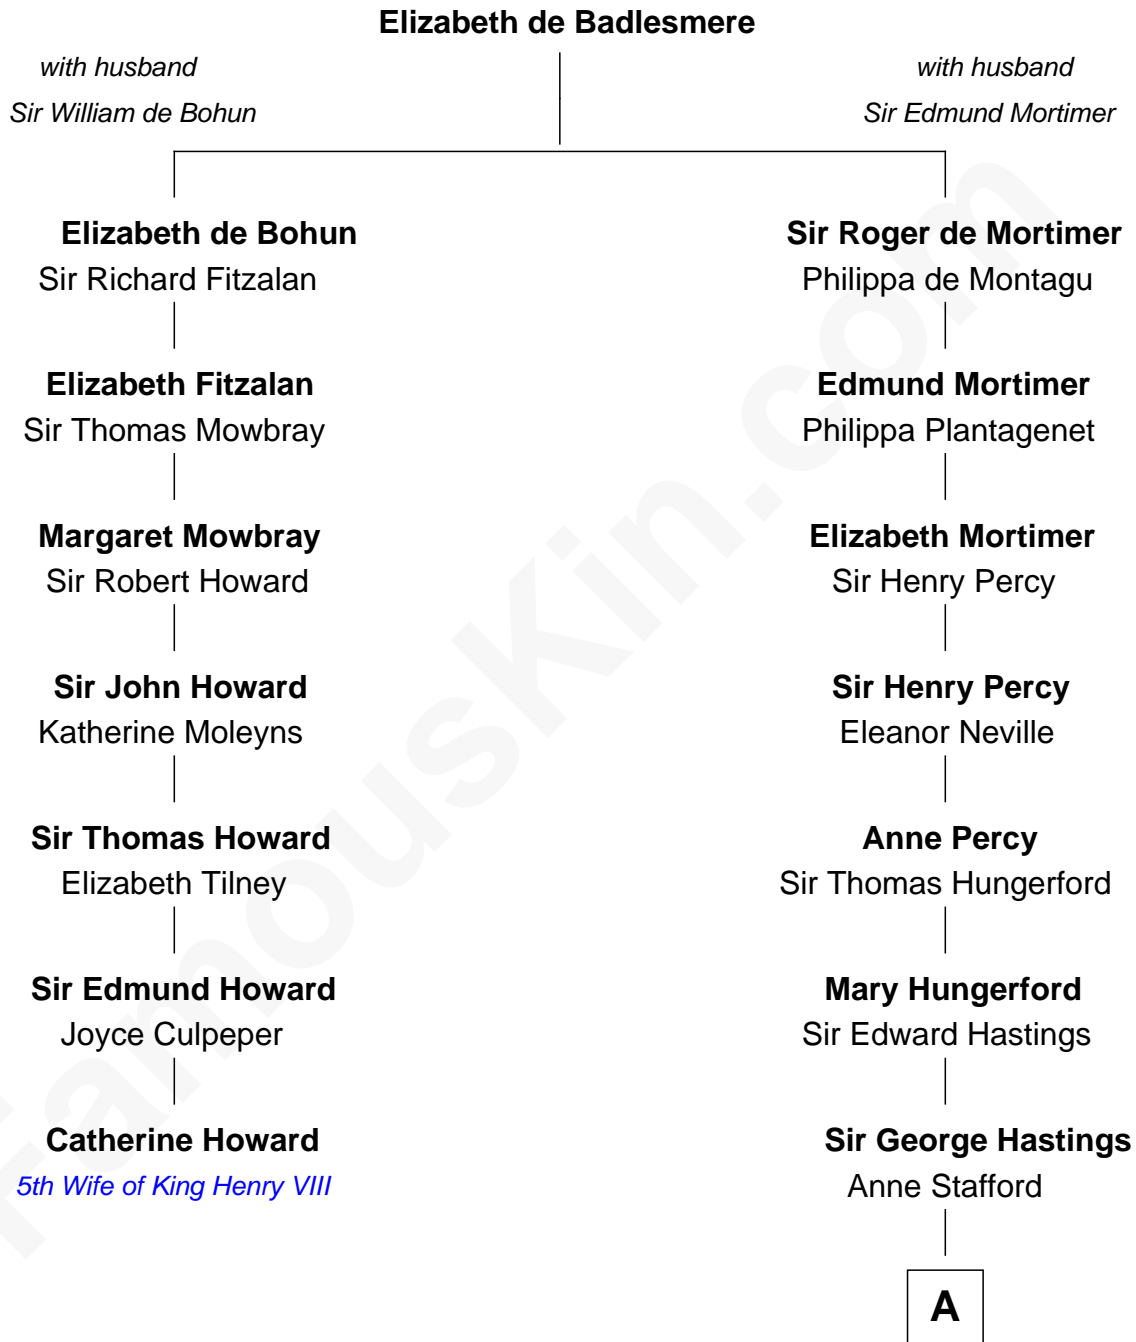 Elizabeth de Badlesmere
with husband
Sir William de Bohun
with husband
Sir Edmund Mortimer
Elizabeth de Bohun
Sir Richard Fitzalan
Sir Roger de Mortimer
Philippa de Montagu
Elizabeth Fitzalan
Sir Thomas Mowbray
Edmund Mortimer
Philippa Plantagenet
Margaret Mowbray
Sir Robert Howard
Elizabeth Mortimer
Sir Henry Percy
Sir John Howard
Katherine Moleyns
Sir Henry Percy
Eleanor Neville
Sir Thomas Howard
Elizabeth Tilney
Anne Percy
Sir Thomas Hungerford
Sir Edmund Howard
Joyce Culpeper
Mary Hungerford
Sir Edward Hastings
Catherine Howard
5th Wife of King Henry VIII
Sir George Hastings
Anne Stafford
A
FamousKin.com